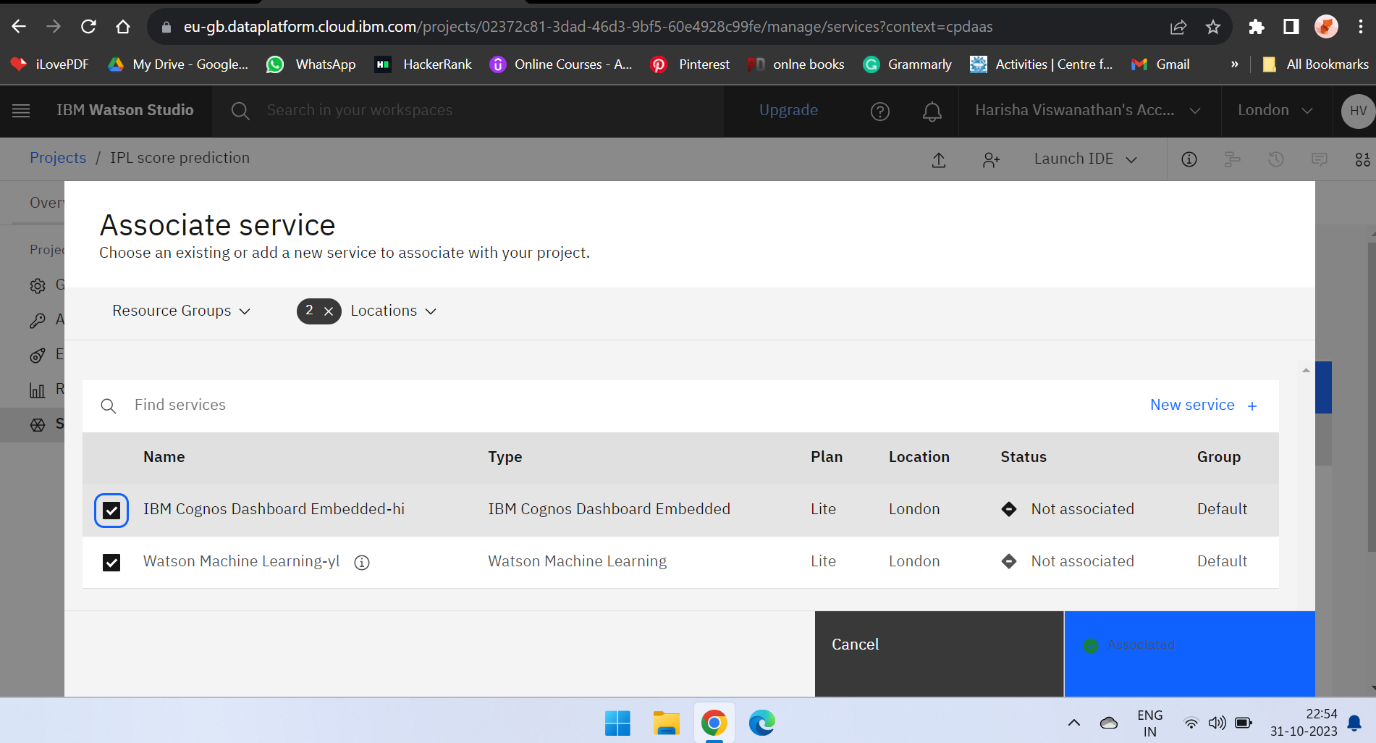 eu-gb.dataplatform.cloud.ibm.com/projects/02372c81-3dad-46d3-9bf5-60e4928c99fe/manage/services?context=cpdaas
iLovePDF My Drive - Google... WhatsApp HackerRank Online Courses - A... Pinterest onlne books Grammarly Activities | Centre f... Gmail » All Bookmarks
IBM Watson Studio Search in your workspaces Upgrade Harisha Viswanathan's Acc... London HV
Projects / IPL score prediction Launch IDE
Over
Associate service
Choose an existing or add a new service to associate with your project.
Projec
G
A
E
R
S
Resource Groups 2 × Locations
Find services New service +
Name Type Plan Location Status Group
IBM Cognos Dashboard Embedded-hi IBM Cognos Dashboard Embedded Lite London Not associated Default
Watson Machine Learning-yl Watson Machine Learning Lite London Not associated Default
Cancel Associated
ENG
IN
22:54
31-10-2023